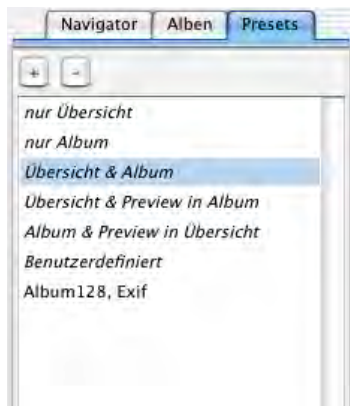 Navigator Alben Presets
+ -
nur Übersicht
nur Album
Übersicht & Album
Übersicht & Preview in Album
Album & Preview in Übersicht
Benutzerdefiniert
Album128, Exif